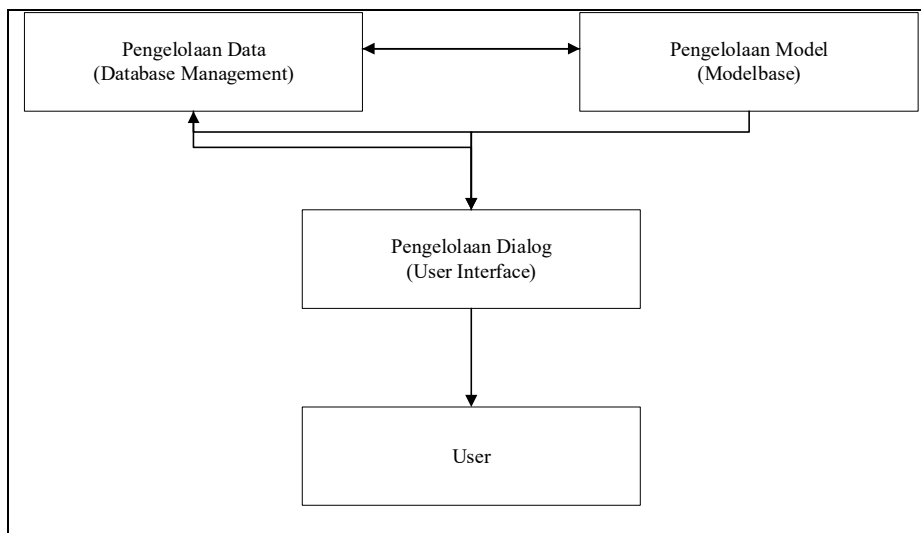 Pengelolaan Data
(Database Management)
Pengelolaan Model
(Modelbase)
Pengelolaan Dialog
(User Interface)
User